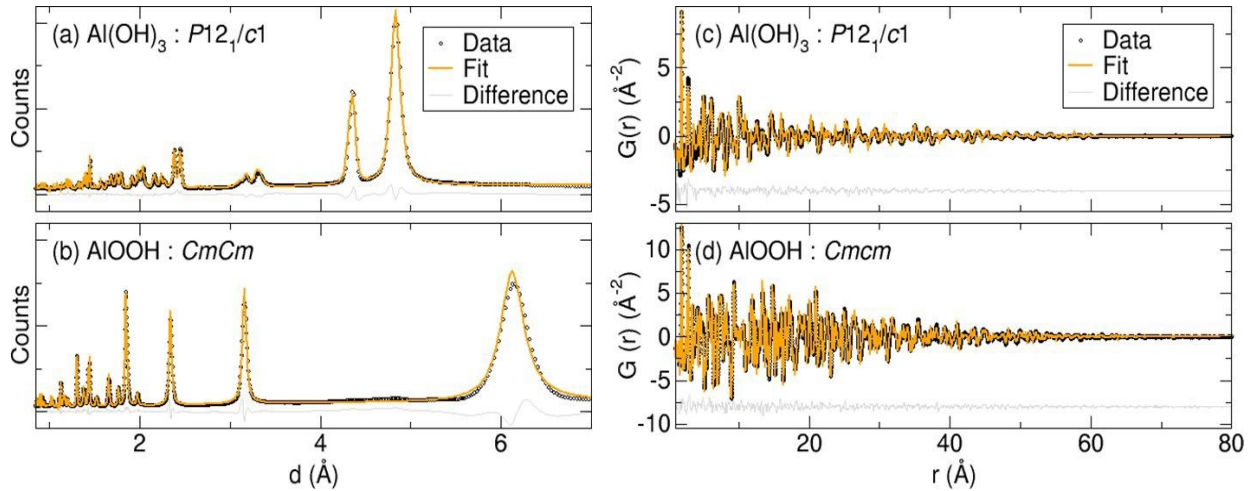 (a) Al(OH)₃ : P12₁/c1
Data
Fit
Difference
Counts
(b) AlOOH : CmCm
Counts
2
4
6
d (Å)
(c) Al(OH)₃ : P12₁/c1
Data
Fit
Difference
5
0
-5
G(r) (Å⁻²)
(d) AlOOH : Cmcm
10
5
0
-5
-10
G (r) (Å⁻²)
20
40
60
80
r (Å)